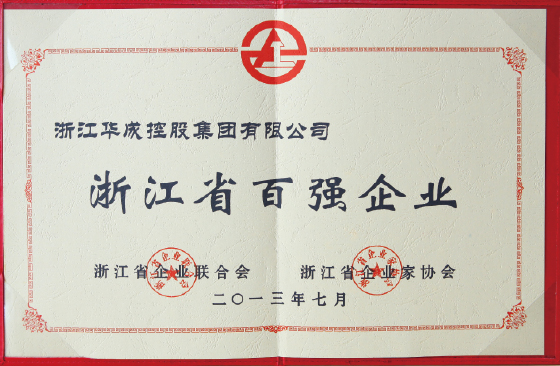 浙江华成控股集团有限公司
浙江省百强企业
浙江省企业联合会 浙江省企业家协会
二〇一三年七月